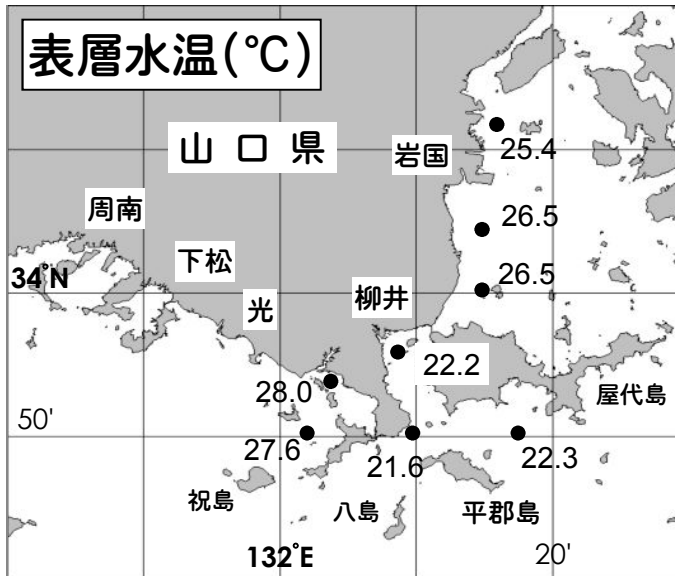 表層水温(℃)
山口県
岩国
25.4
周南
26.5
下松
34°N
26.5
光
柳井
22.2
28.0
屋代島
50'
27.6
21.6
22.3
祝島
八島
平郡島
132°E
20'